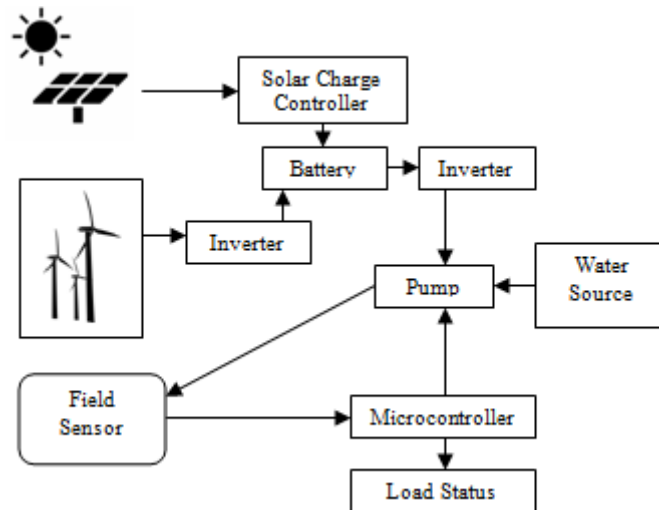 Solar Charge
Controller
Battery
Inverter
Inverter
Water
Source
Pump
Field
Sensor
Microcontroller
Load Status